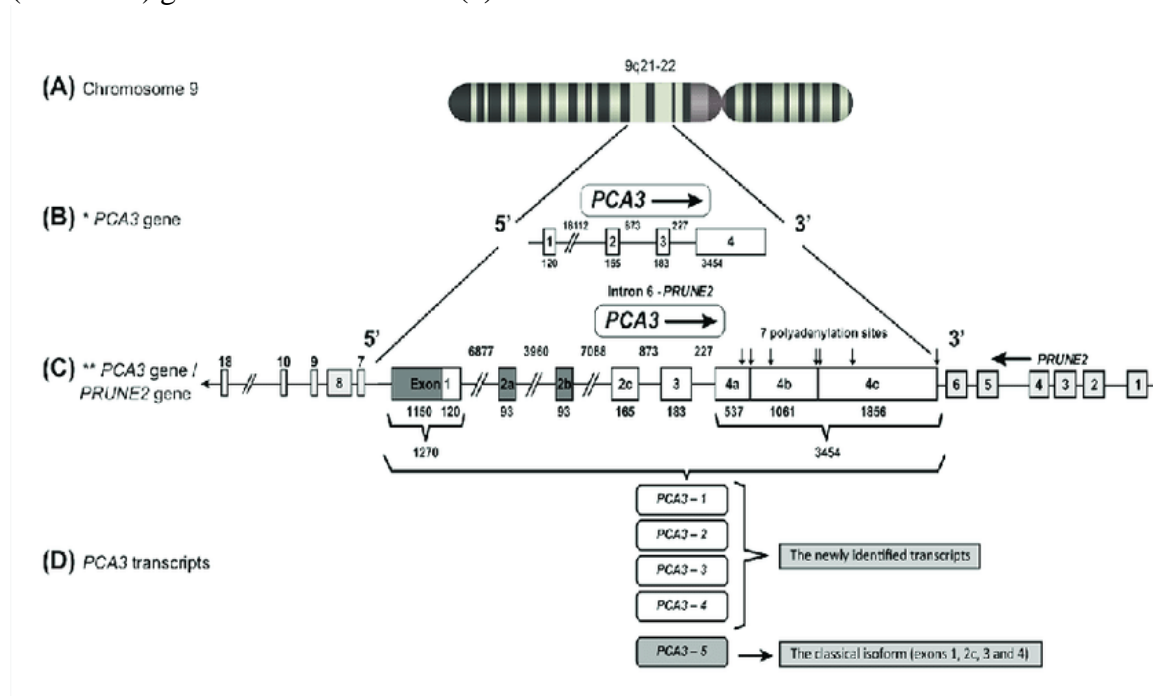 9q21-22
(A) Chromosome 9
PCA3
(B) * PCA3 gene
5' 3'
18112 873 227
1 2 3 4
120 165 183 3454
Intron 6 - PRUNE2
PCA3
7 polyadenylation sites
5' 3'
PRUNE2
(C) ** PCA3 gene /
PRUNE2 gene
18 10 9 8 7
6877 3960 7088 873 227
Exon 1 2a 2b 2c 3 4a 4b 4c 6 5 4 3 2 1
1150 120 93 93 165 183 537 1061 1856
1270 3454
(D) PCA3 transcripts
PCA3 – 1
PCA3 – 2
PCA3 – 3
PCA3 – 4
The newly identified transcripts
PCA3 – 5
The classical isoform (exons 1, 2c, 3 and 4)